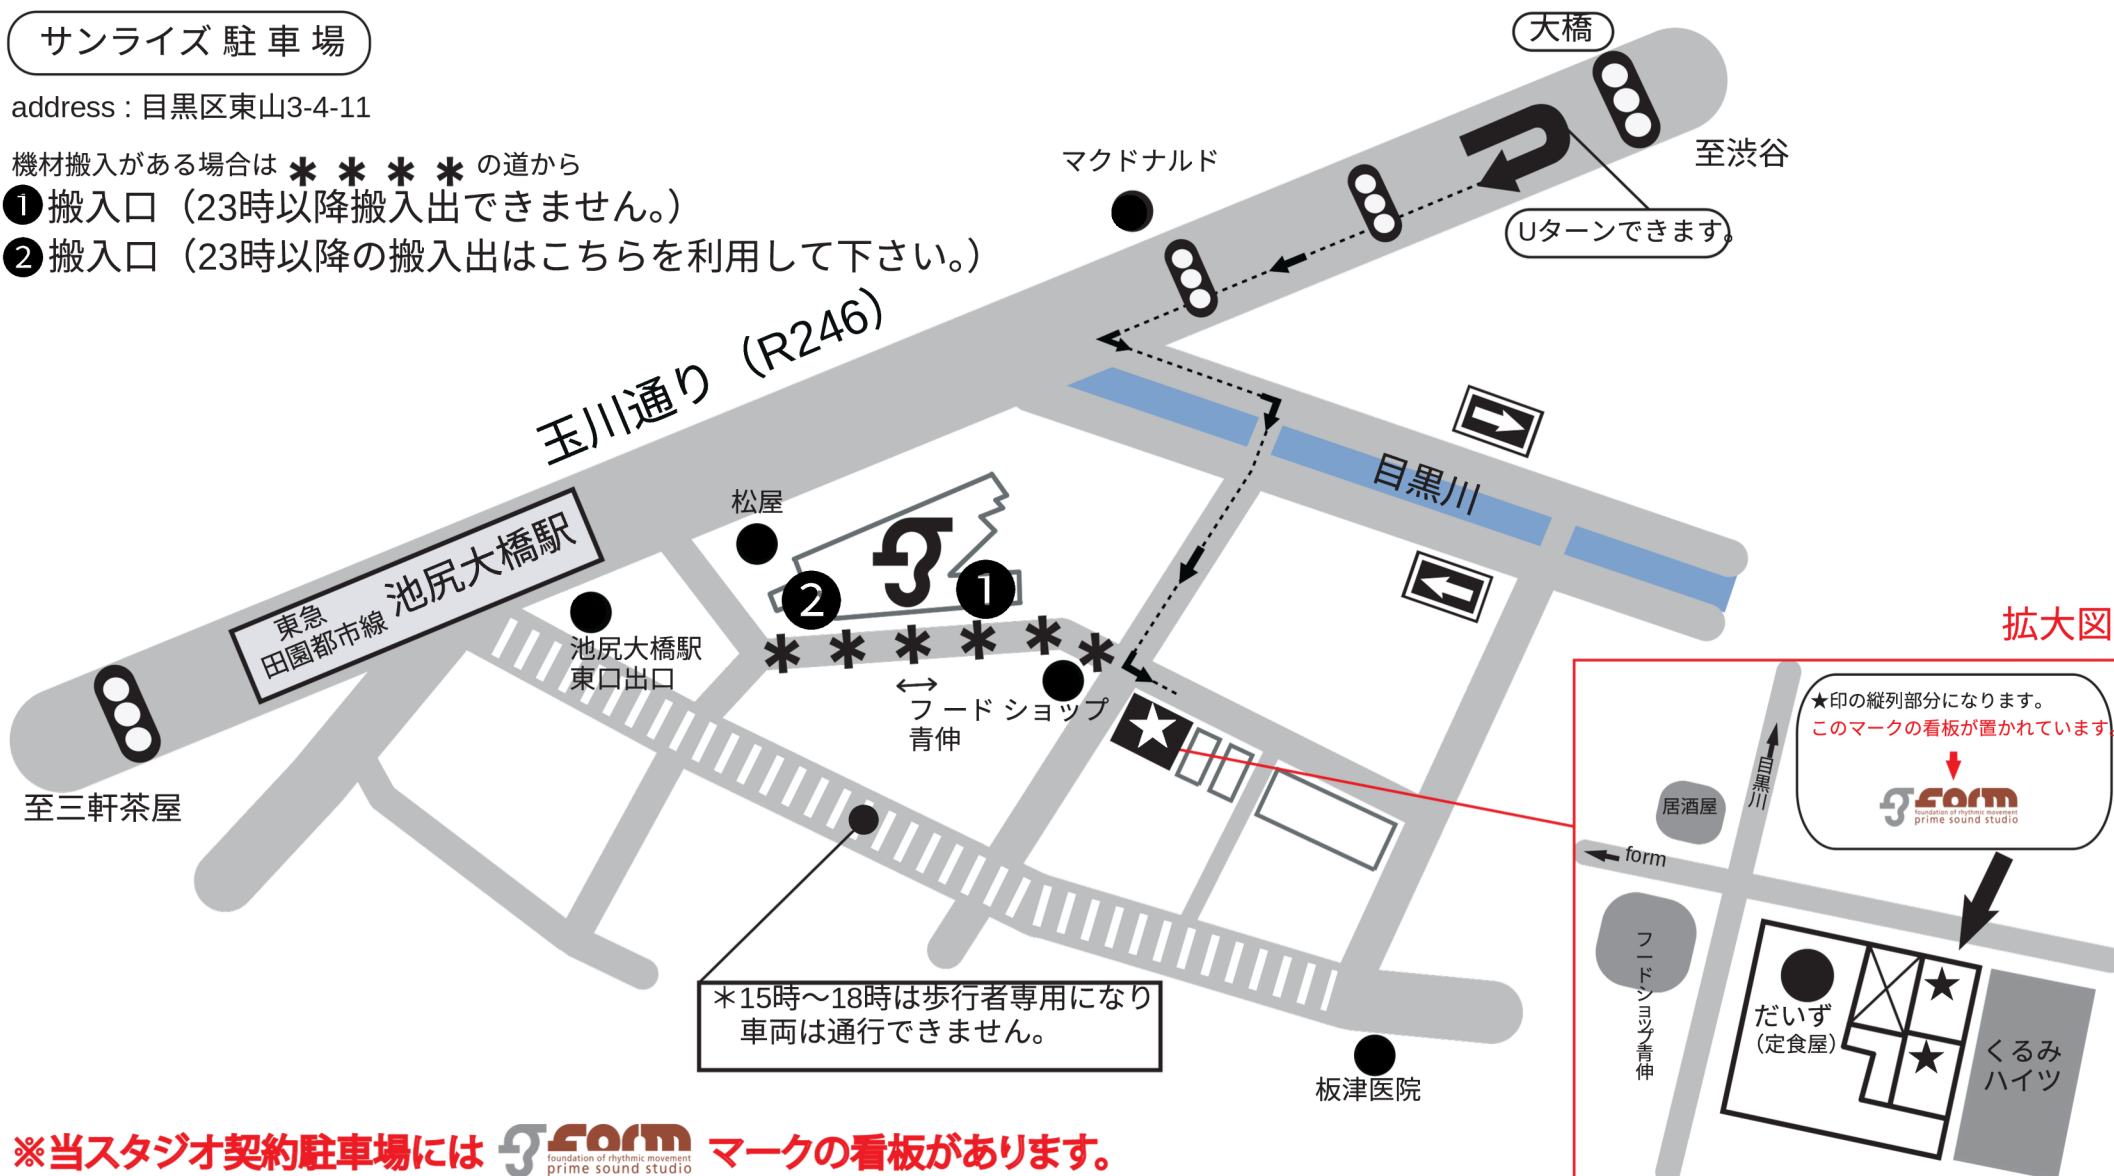 サンライズ駐車場
address : 目黒区東山3-4-11
機材搬入がある場合は ＊ ＊ ＊ ＊ の道から
❶搬入口（23時以降搬入出できません。）
❷搬入口（23時以降の搬入出はこちらを利用して下さい。）
大橋
至渋谷
マクドナルド
Uターンできます。
玉川通り（R246）
目黒川
松屋
東急
田園都市線
池尻大橋駅
2
1
池尻大橋駅
東口出口
フードショップ
青伸
至三軒茶屋
＊15時〜18時は歩行者専用になり
車両は通行できません。
板津医院
拡大図
★印の縦列部分になります。
このマークの看板が置かれています。
form
foundation of rhythmic movement
prime sound studio
目黒川
居酒屋
form
フードショップ青伸
だいず
（定食屋）
くるみ
ハイツ
※当スタジオ契約駐車場には form マークの看板があります。
foundation of rhythmic movement
prime sound studio